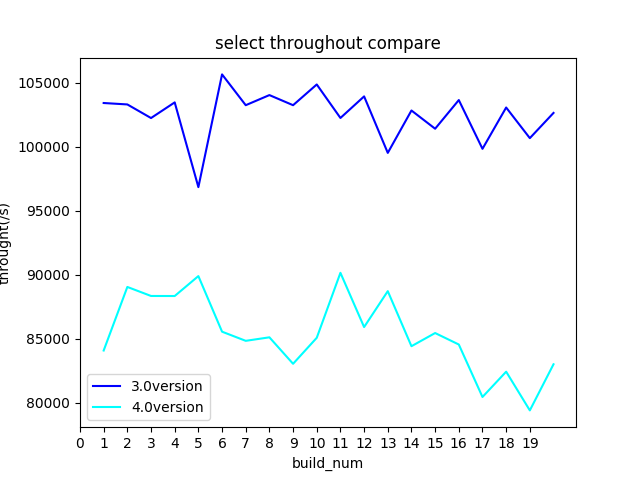 select throughout compare
105000
100000
95000
90000
85000
80000
throught(/s)
3.0version
4.0version
0 1 2 3 4 5 6 7 8 9 10 11 12 13 14 15 16 17 18 19
build_num